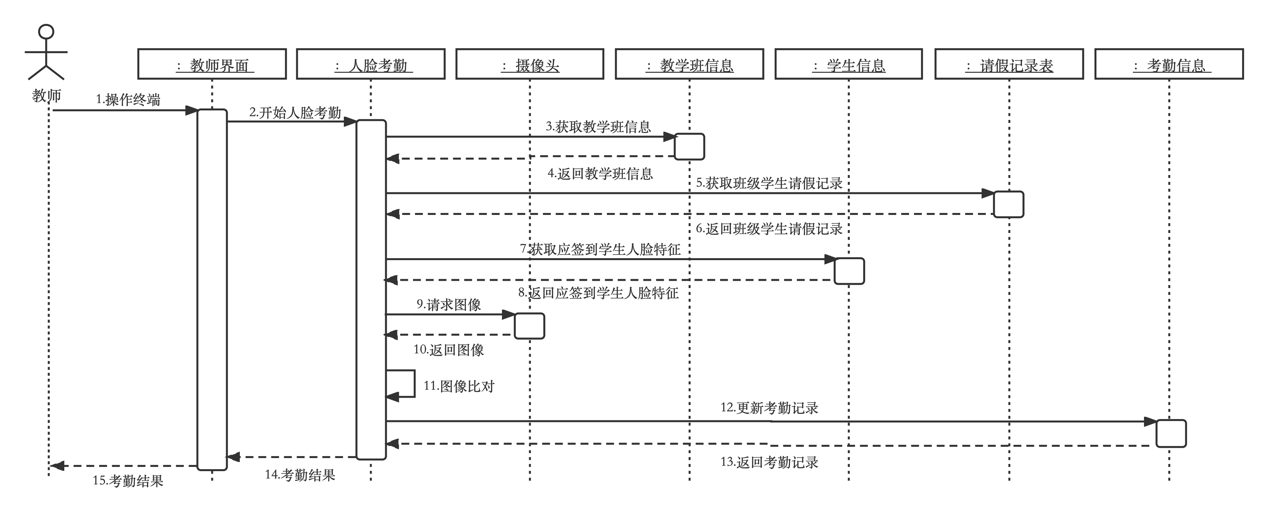 : 教师界面
: 人脸考勤
: 摄像头
: 教学班信息
: 学生信息
: 请假记录表
: 考勤信息
教师
1.操作终端
2.开始人脸考勤
3.获取教学班信息
4.返回教学班信息
5.获取班级学生请假记录
6.返回班级学生请假记录
7.获取应签到学生人脸特征
8.返回应签到学生人脸特征
9.请求图像
10.返回图像
11.图像比对
12.更新考勤记录
13.返回考勤记录
14.考勤结果
15.考勤结果